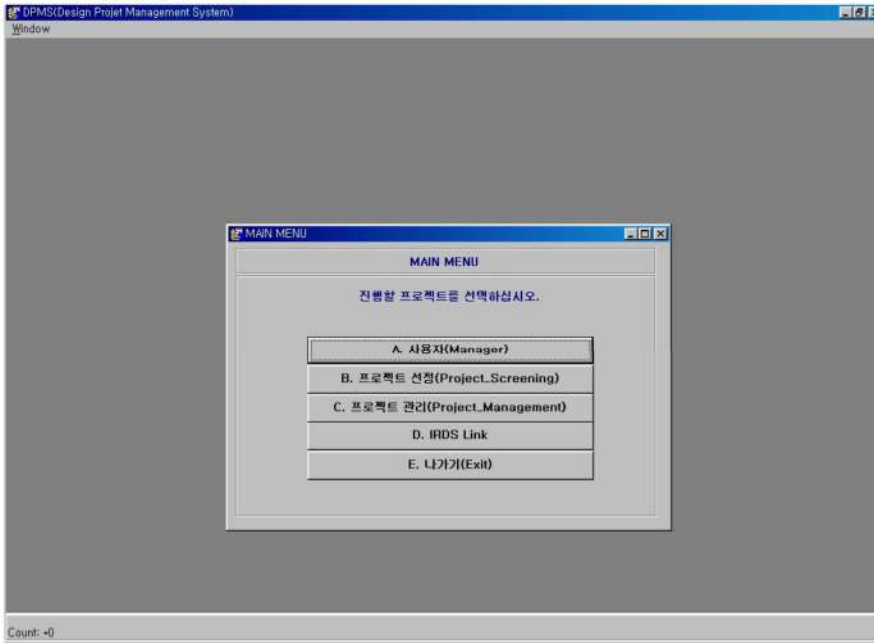 DPMS(Design Projet Management System)
Window
MAIN MENU
MAIN MENU
진행할 프로젝트를 선택하십시오.
A. 사용자(Manager)
B. 프로젝트 선정(Project_Screening)
C. 프로젝트 관리(Project_Management)
D. IRDS Link
E. 나가기(Exit)
Count: *0